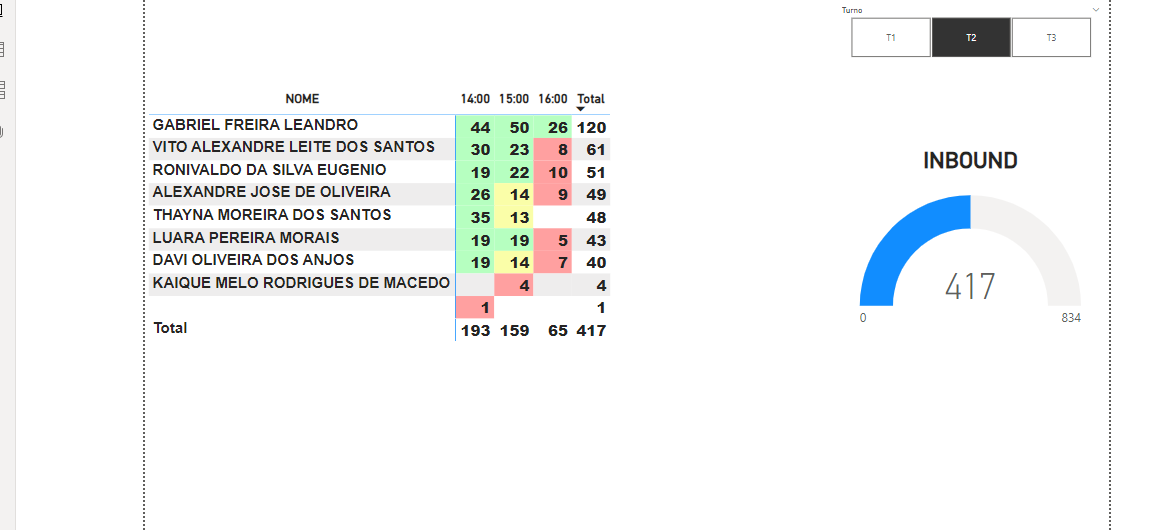 Turno
T1 T2 T3
NOME 14:00 15:00 16:00 Total
GABRIEL FREIRA LEANDRO 44 50 26 120
VITO ALEXANDRE LEITE DOS SANTOS 30 23 8 61
RONIVALDO DA SILVA EUGENIO 19 22 10 51
ALEXANDRE JOSE DE OLIVEIRA 26 14 9 49
THAYNA MOREIRA DOS SANTOS 35 13 48
LUARA PEREIRA MORAIS 19 19 5 43
DAVI OLIVEIRA DOS ANJOS 19 14 7 40
KAIQUE MELO RODRIGUES DE MACEDO 4 4
1 1
Total 193 159 65 417
INBOUND
417
0 834